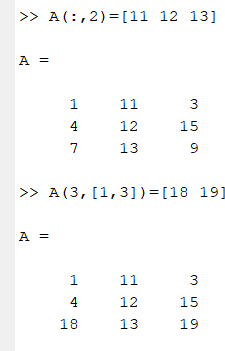 >> A(:,2)=[11 12 13]
A =
1 11 3
4 12 15
7 13 9
>> A(3,[1,3])=[18 19]
A =
1 11 3
4 12 15
18 13 19